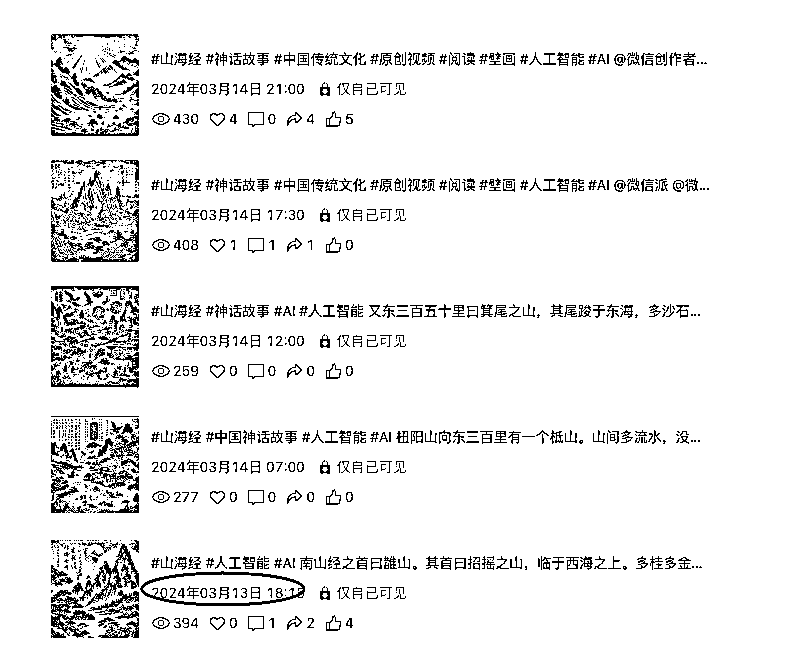 #山海经 #神话故事 #中国传统文化 #原创视频 #阅读 #壁画 #人工智能 #AI @微信创作者...
2024年03月14日 21:00 仅自己可见
430 4 0 4 5
#山海经 #神话故事 #中国传统文化 #原创视频 #阅读 #壁画 #人工智能 #AI @微信派 @微...
2024年03月14日 17:30 仅自己可见
408 1 1 1 0
#山海经 #神话故事 #AI #人工智能 又东三百五十里曰箕尾之山，其尾踆于东海，多沙石...
2024年03月14日 12:00 仅自己可见
259 0 0 0 0
#山海经 #中国神话故事 #人工智能 #AI 杻阳山向东三百里有一个柢山。山间多流水，没...
2024年03月14日 07:00 仅自己可见
277 0 0 0 0
#山海经 #人工智能 #AI 南山经之首曰䧿山。其首曰招摇之山，临于西海之上。多桂多金...
2024年03月13日 仅自己可见
394 0 1 2 4